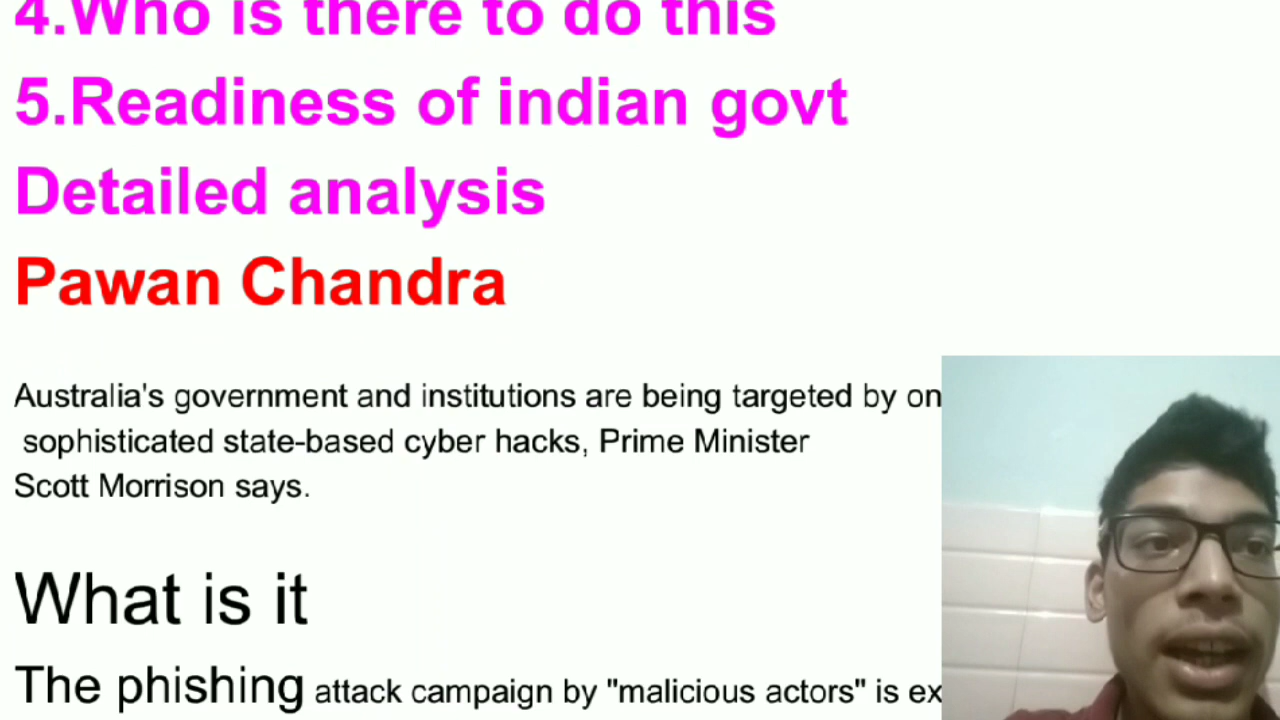 4.Who is there to do this
5.Readiness of indian govt
Detailed analysis
Pawan Chandra
Australia's government and institutions are being targeted by on
sophisticated state-based cyber hacks, Prime Minister
Scott Morrison says.
What is it
The phishing attack campaign by "malicious actors" is ex